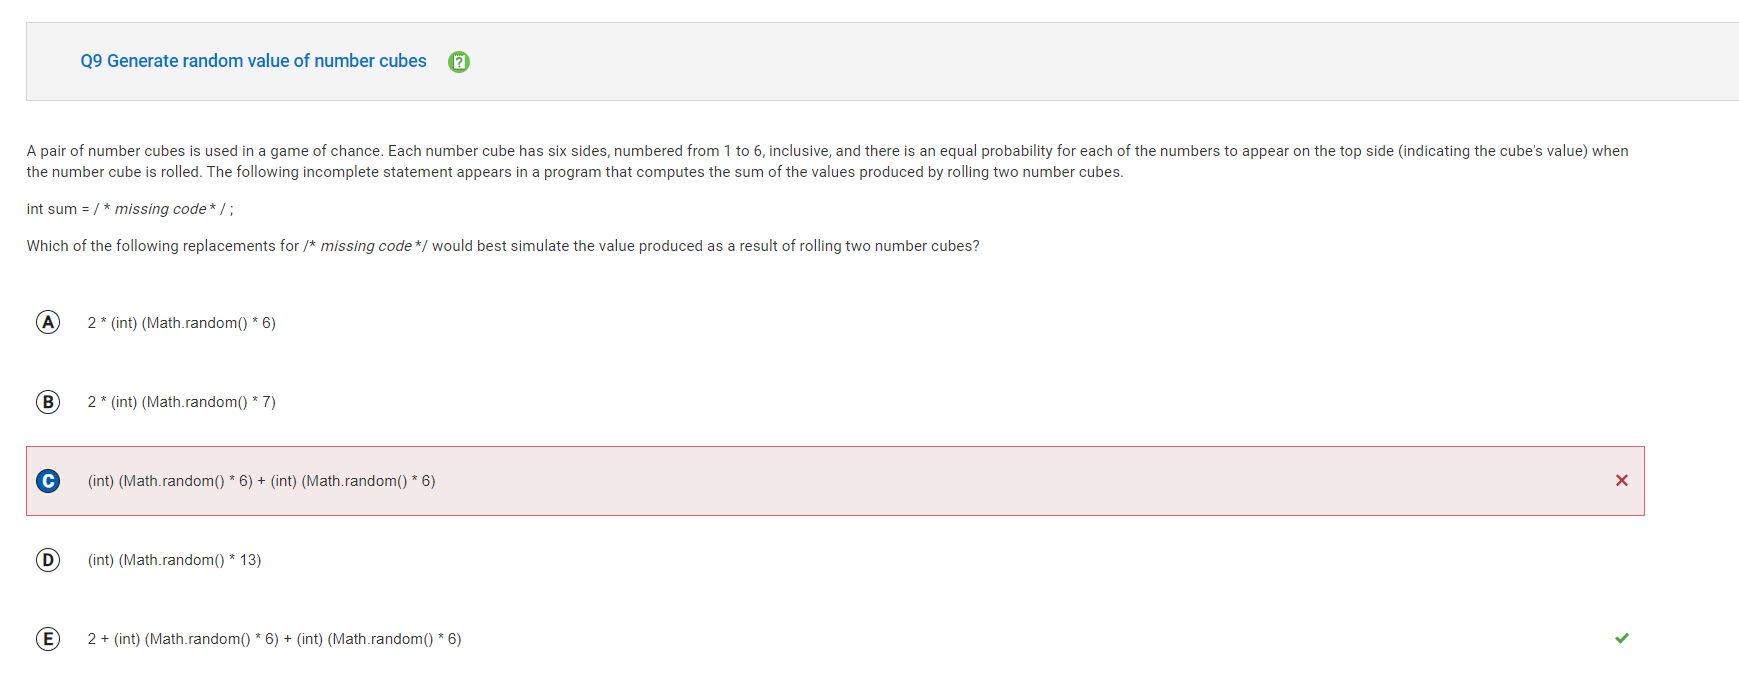 Q9 Generate random value of number cubes
A pair of number cubes is used in a game of chance. Each number cube has six sides, numbered from 1 to 6, inclusive, and there is an equal probability for each of the numbers to appear on the top side (indicating the cube's value) when
the number cube is rolled. The following incomplete statement appears in a program that computes the sum of the values produced by rolling two number cubes.
int sum = / * missing code * / ;
Which of the following replacements for /* missing code */ would best simulate the value produced as a result of rolling two number cubes?
A 2 * (int) (Math.random() * 6)
B 2 * (int) (Math.random() * 7)
C (int) (Math.random() * 6) + (int) (Math.random() * 6)
D (int) (Math.random() * 13)
E 2 + (int) (Math.random() * 6) + (int) (Math.random() * 6)